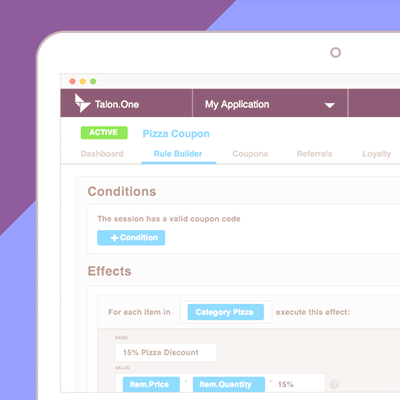 Talon.One
My Application
ACTIVE
Pizza Coupon
Dashboard Rule Builder Coupons Referrals Loyalty
Conditions
The session has a valid coupon code
+ Condition
Effects
For each item in Category Pizza execute this effect:
NAME
15% Pizza Discount
VALUE
Item.Price * Item.Quantity * 15% ?